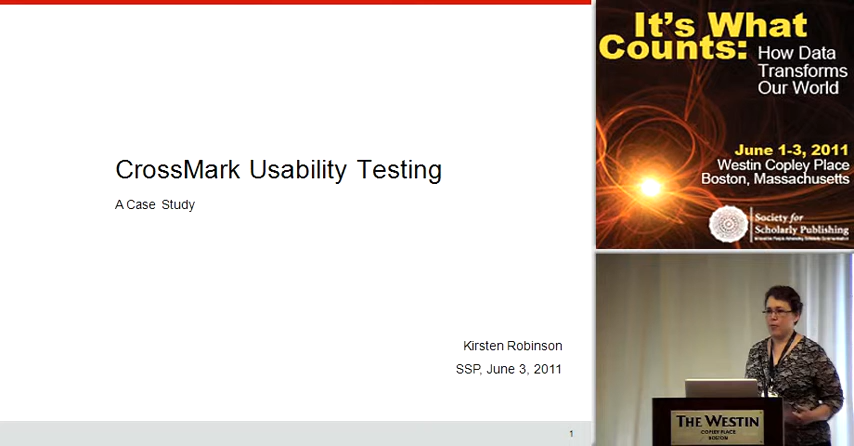 CrossMark Usability Testing
A Case Study
Kirsten Robinson
SSP, June 3, 2011
1
It's What
Counts:
How Data
Transforms
Our World
June 1-3, 2011
Westin Copley Place
Boston, Massachusetts
Society for
Scholarly Publishing
THE WESTIN
COPLEY PLACE
BOSTON